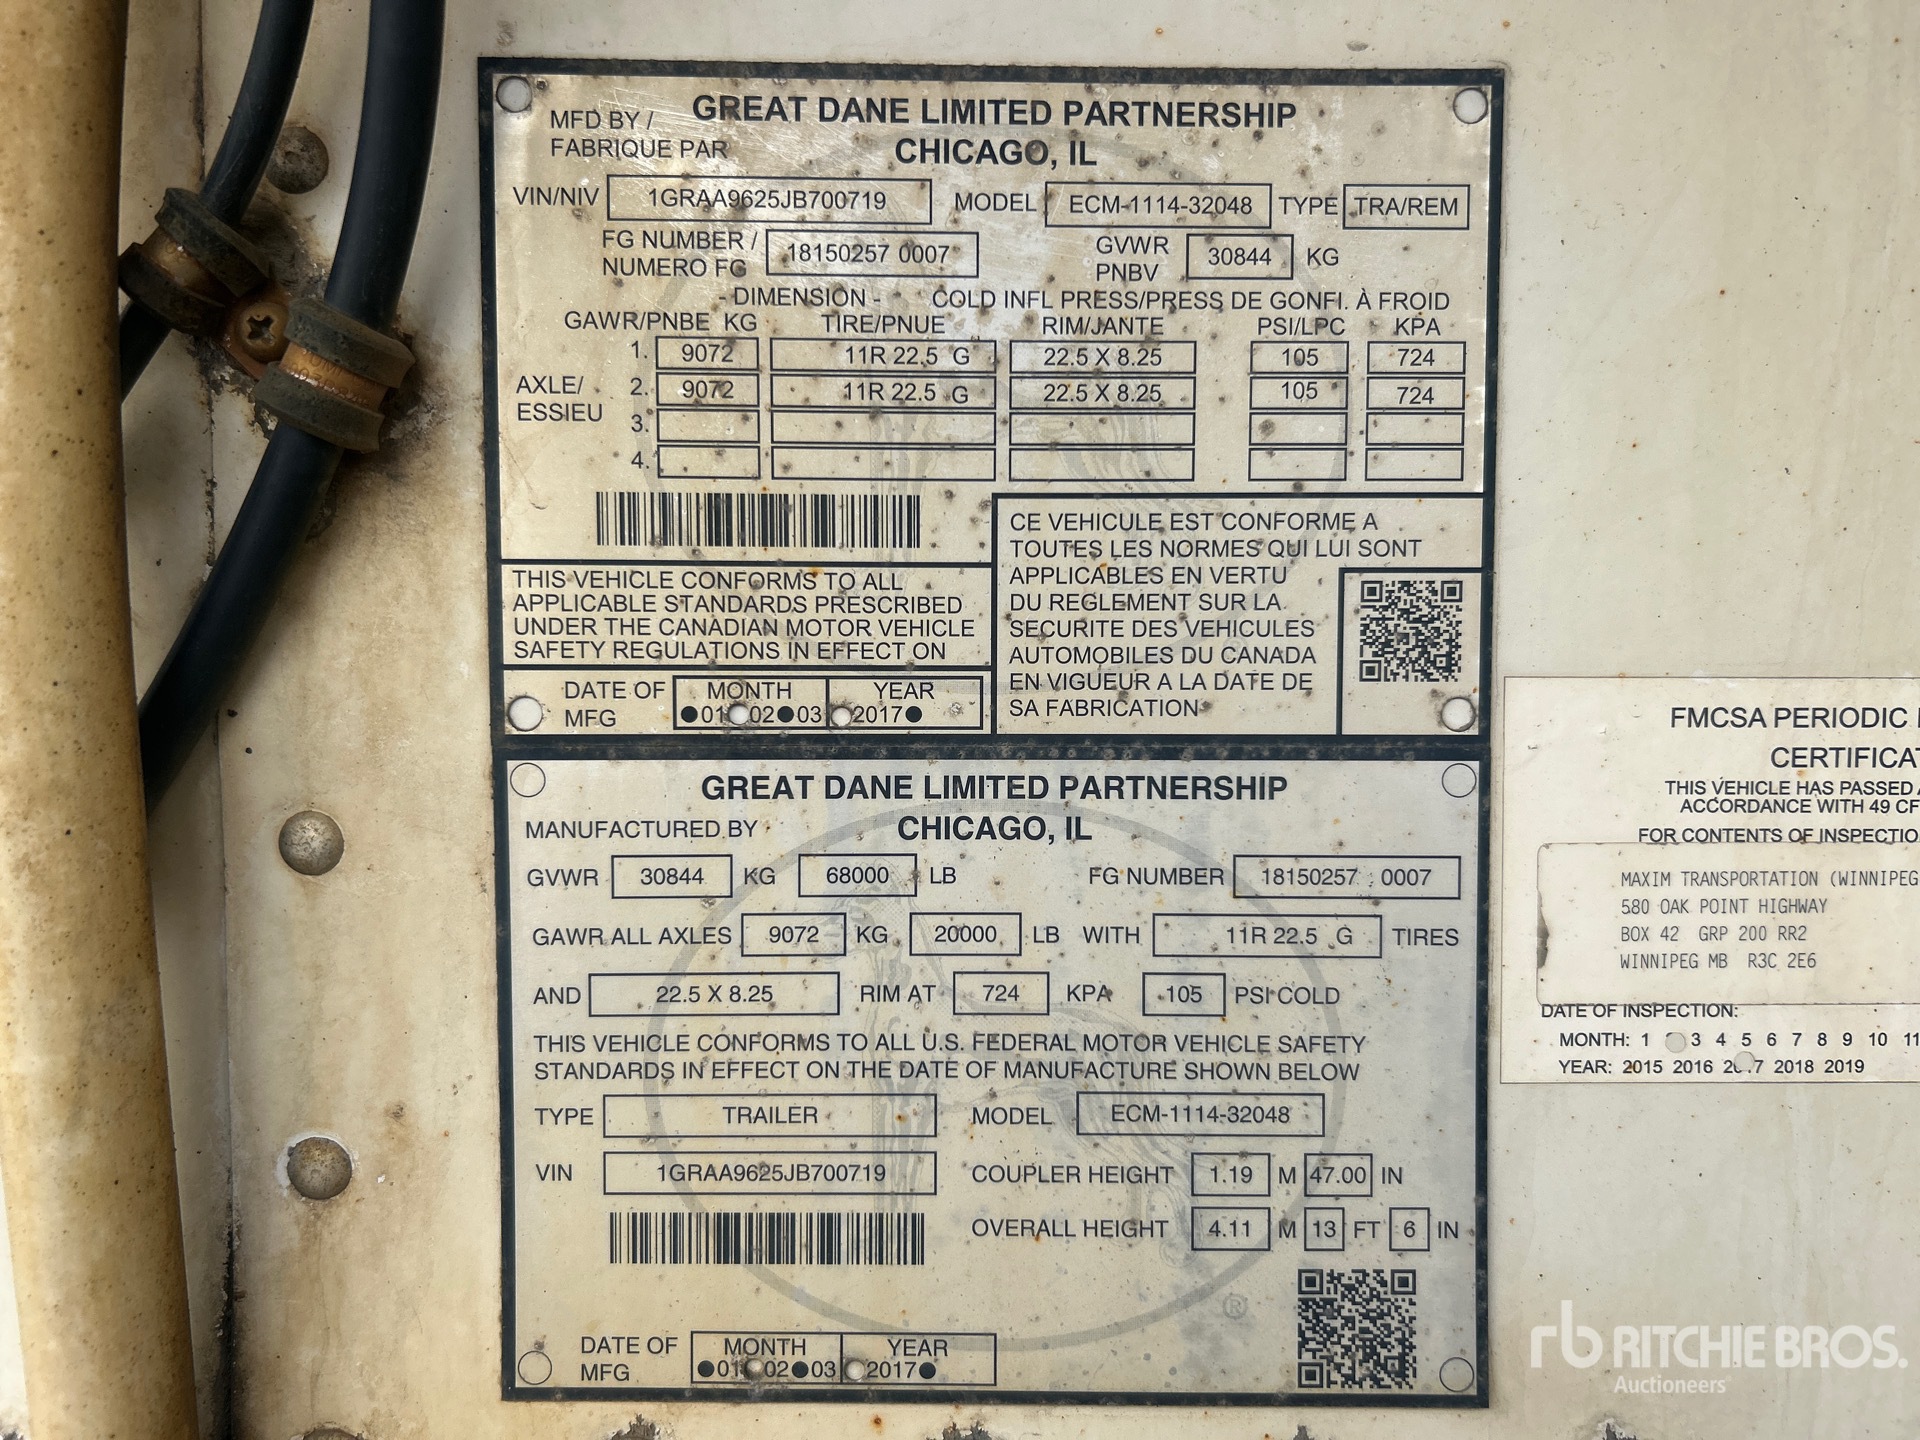 MFD BY / GREAT DANE LIMITED PARTNERSHIP
FABRIQUE PAR CHICAGO, IL
VIN/NIV 1GRAA9625JB700719 MODEL ECM-1114-32048 TYPE TRA/REM
FG NUMBER / NUMERO FG 18150257 0007 GVWR PNBV 30844 KG
- DIMENSION - COLD INFL PRESS/PRESS DE GONFI. À FROID
GAWR/PNBE KG TIRE/PNUE RIM/JANTE PSI/LPC KPA
AXLE/ ESSIEU
1. 9072 11R 22.5 G 22.5 X 8.25 105 724
2. 9072 11R 22.5 G 22.5 X 8.25 105 724
3.
4.
THIS VEHICLE CONFORMS TO ALL
APPLICABLE STANDARDS PRESCRIBED
UNDER THE CANADIAN MOTOR VEHICLE
SAFETY REGULATIONS IN EFFECT ON
DATE OF MFG MONTH YEAR
01 02 03 2017
CE VEHICULE EST CONFORME A
TOUTES LES NORMES QUI LUI SONT
APPLICABLES EN VERTU
DU REGLEMENT SUR LA
SECURITE DES VEHICULES
AUTOMOBILES DU CANADA
EN VIGUEUR A LA DATE DE
SA FABRICATION
GREAT DANE LIMITED PARTNERSHIP
MANUFACTURED BY CHICAGO, IL
GVWR 30844 KG 68000 LB FG NUMBER 18150257 0007
GAWR ALL AXLES 9072 KG 20000 LB WITH 11R 22.5 G TIRES
AND 22.5 X 8.25 RIM AT 724 KPA 105 PSI COLD
THIS VEHICLE CONFORMS TO ALL U.S. FEDERAL MOTOR VEHICLE SAFETY
STANDARDS IN EFFECT ON THE DATE OF MANUFACTURE SHOWN BELOW
TYPE TRAILER MODEL ECM-1114-32048
VIN 1GRAA9625JB700719 COUPLER HEIGHT 1.19 M 47.00 IN
OVERALL HEIGHT 4.11 M 13 FT 6 IN
®
DATE OF MFG MONTH YEAR
01 02 03 2017
FMCSA PERIODIC
CERTIFICAT
THIS VEHICLE HAS PASSED
ACCORDANCE WITH 49 CF
FOR CONTENTS OF INSPECTIO
MAXIM TRANSPORTATION (WINNIPEG
580 OAK POINT HIGHWAY
BOX 42 GRP 200 RR2
WINNIPEG MB R3C 2E6
DATE OF INSPECTION:
MONTH: 1 3 4 5 6 7 8 9 10 11
YEAR: 2015 2016 2018 2019
rb RITCHIE BROS.
Auctioneers